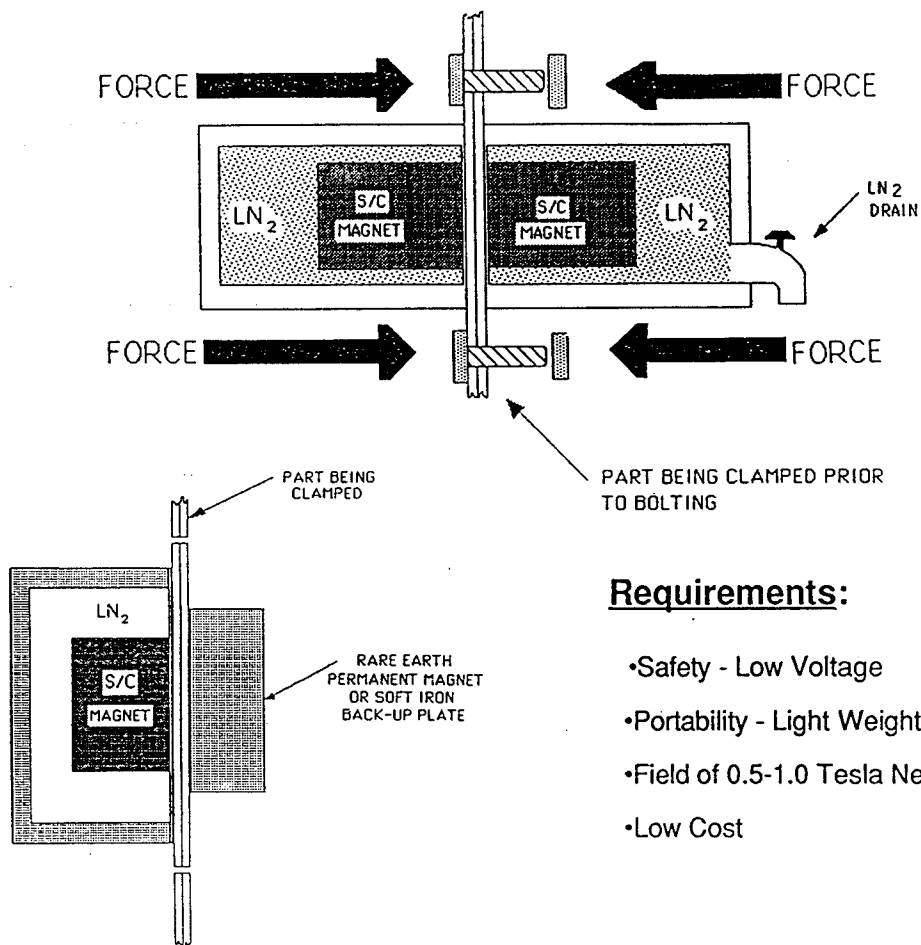 FORCE
FORCE
LN2
S/C
MAGNET
S/C
MAGNET
LN2
LN2
DRAIN
FORCE
FORCE
PART BEING CLAMPED PRIOR
TO BOLTING
PART BEING
CLAMPED
LN2
S/C
MAGNET
RARE EARTH
PERMANENT MAGNET
OR SOFT IRON
BACK-UP PLATE
Requirements:
•Safety - Low Voltage
•Portability - Light Weight
•Field of 0.5-1.0 Tesla
•Low Cost